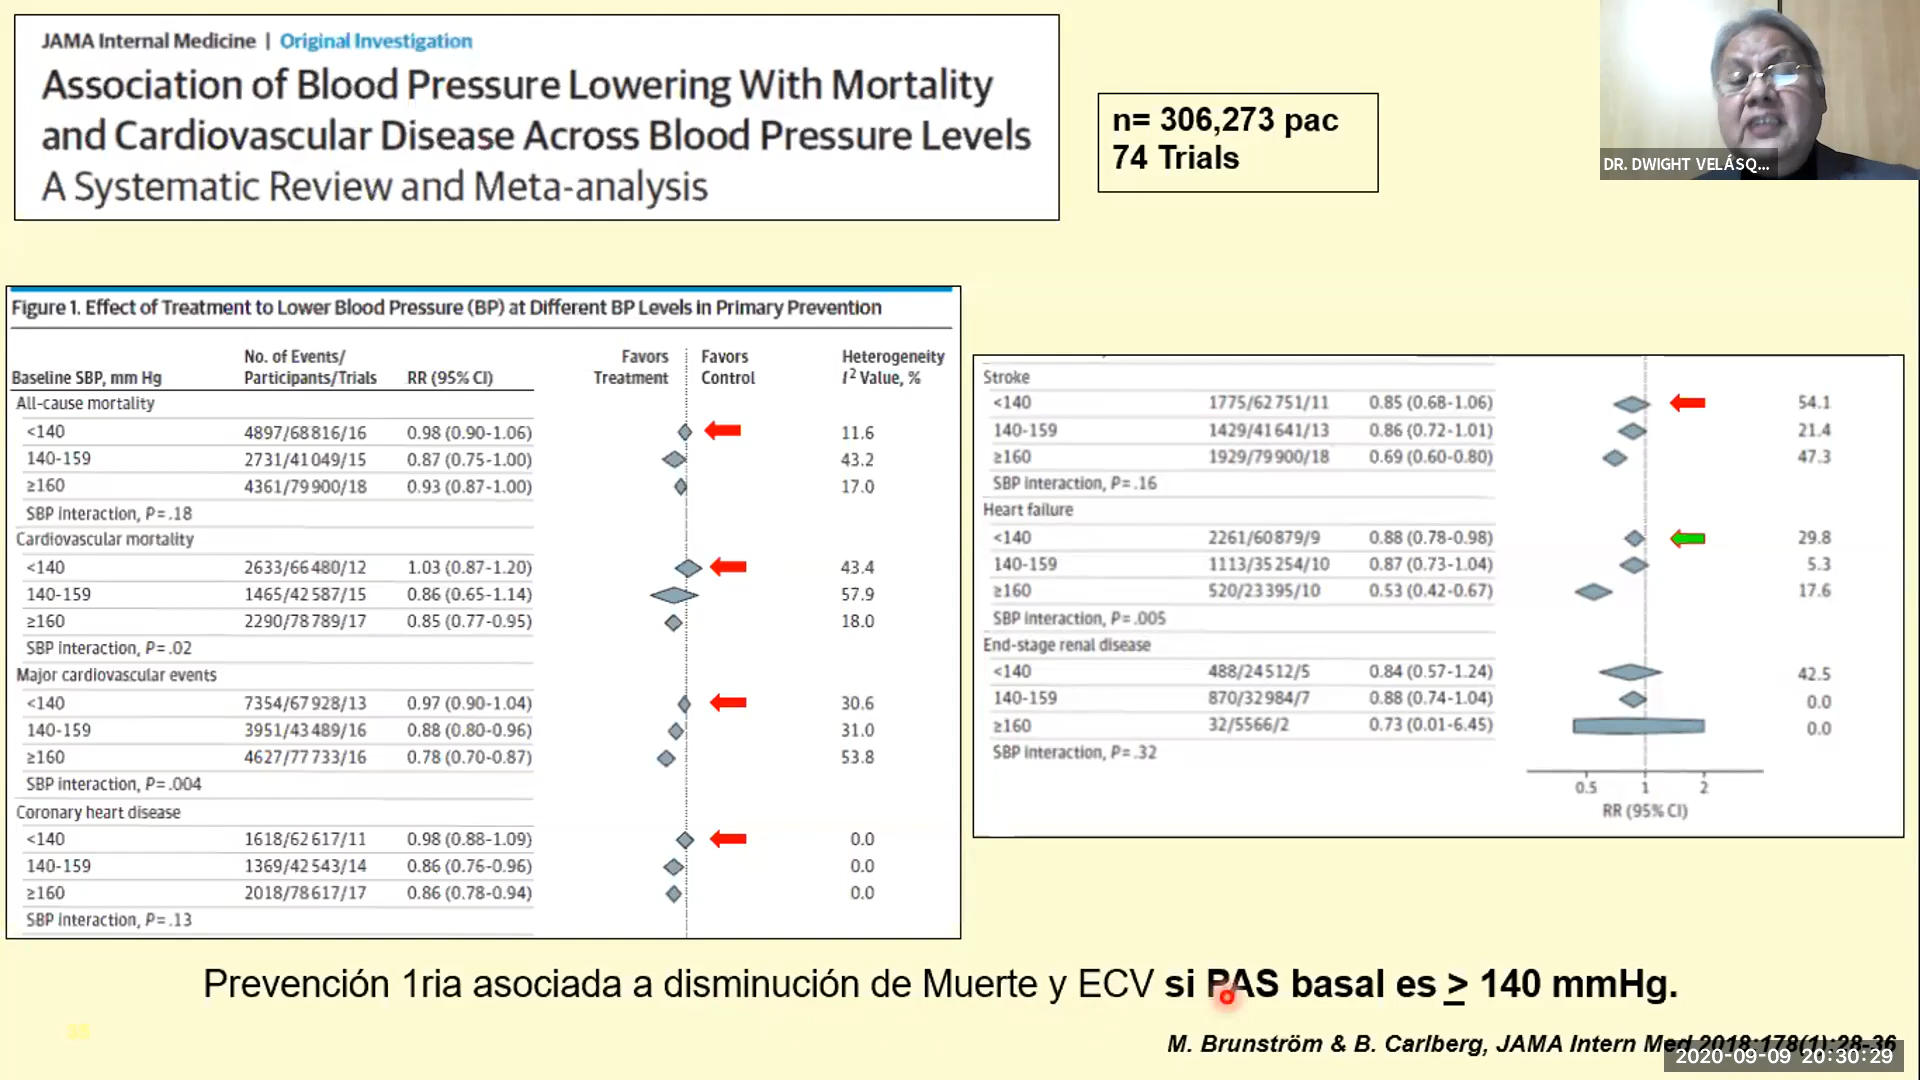 JAMA Internal Medicine | Original Investigation
Association of Blood Pressure Lowering With Mortality
and Cardiovascular Disease Across Blood Pressure Levels
A Systematic Review and Meta-analysis
n= 306,273 pac
74 Trials
DR. DWIGHT VELÁSQ...
Figure 1. Effect of Treatment to Lower Blood Pressure (BP) at Different BP Levels in Primary Prevention
Baseline SBP, mm Hg No. of Events/ Participants/Trials RR (95% CI) Favors Treatment Favors Control Heterogeneity I² Value, %
All-cause mortality
<140 4897/68816/16 0.98 (0.90-1.06) 11.6
140-159 2731/41049/15 0.87 (0.75-1.00) 43.2
≥160 4361/79900/18 0.93 (0.87-1.00) 17.0
SBP interaction, P=.18
Cardiovascular mortality
<140 2633/66480/12 1.03 (0.87-1.20) 43.4
140-159 1465/42587/15 0.86 (0.65-1.14) 57.9
≥160 2290/78789/17 0.85 (0.77-0.95) 18.0
SBP interaction, P=.02
Major cardiovascular events
<140 7354/67928/13 0.97 (0.90-1.04) 30.6
140-159 3951/43489/16 0.88 (0.80-0.96) 31.0
≥160 4627/77733/16 0.78 (0.70-0.87) 53.8
SBP interaction, P=.004
Coronary heart disease
<140 1618/62617/11 0.98 (0.88-1.09) 0.0
140-159 1369/42543/14 0.86 (0.76-0.96) 0.0
≥160 2018/78617/17 0.86 (0.78-0.94) 0.0
SBP interaction, P=.13
Stroke
<140 1775/62751/11 0.85 (0.68-1.06) 54.1
140-159 1429/41641/13 0.86 (0.72-1.01) 21.4
≥160 1929/79900/18 0.69 (0.60-0.80) 47.3
SBP interaction, P=.16
Heart failure
<140 2261/60879/9 0.88 (0.78-0.98) 29.8
140-159 1113/35254/10 0.87 (0.73-1.04) 5.3
≥160 520/23395/10 0.53 (0.42-0.67) 17.6
SBP interaction, P=.005
End-stage renal disease
<140 488/24512/5 0.84 (0.57-1.24) 42.5
140-159 870/32984/7 0.88 (0.74-1.04) 0.0
≥160 32/5566/2 0.73 (0.01-6.45) 0.0
SBP interaction, P=.32
0.5 1 2
RR (95% CI)
Prevención 1ria asociada a disminución de Muerte y ECV si PAS basal es ≥ 140 mmHg.
M. Brunström & B. Carlberg, JAMA Intern Med 2018;178(1):28-36
2020-09-09 20:30:29